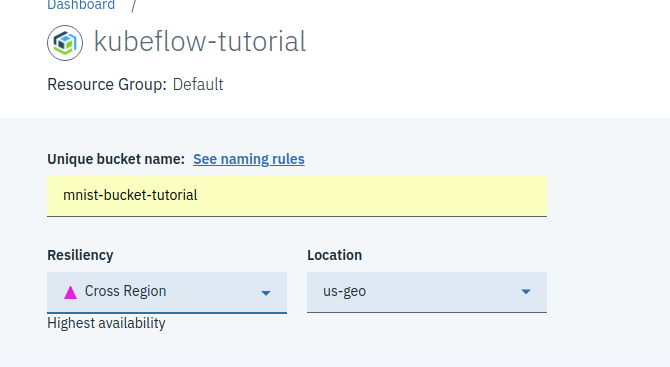 Dashboard /
kubeflow-tutorial
Resource Group: Default
Unique bucket name: See naming rules
mnist-bucket-tutorial
Resiliency Location
Cross Region us-geo
Highest availability